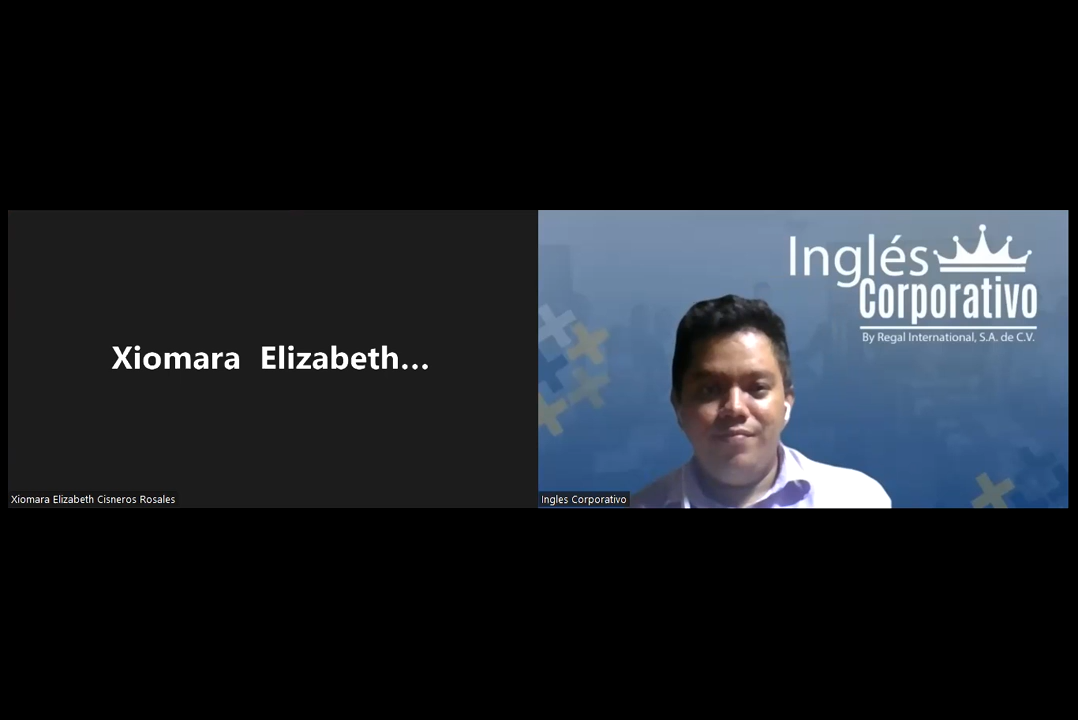 Xiomara Elizabeth...
Xiomara Elizabeth Cisneros Rosales
Inglés
Corporativo
By Regal International, S.A. de C.V.
Ingles Corporativo